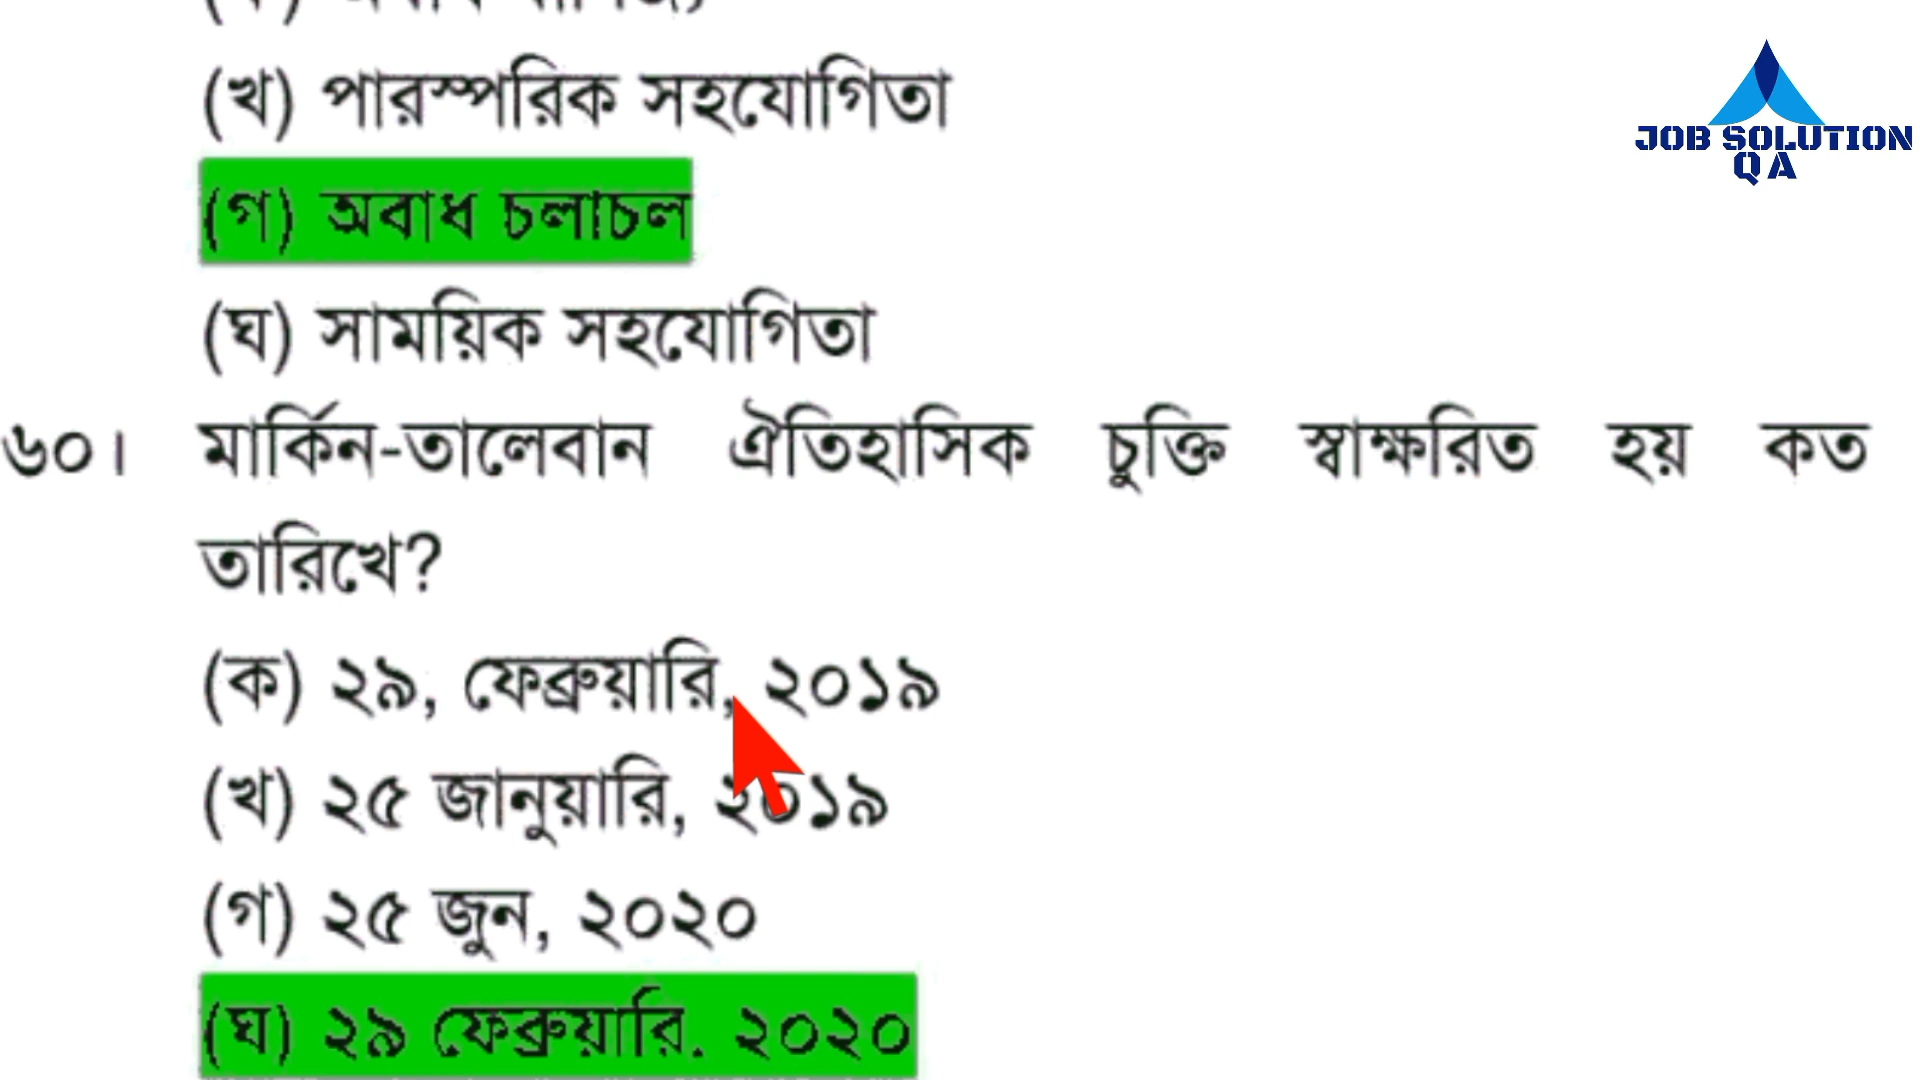 (খ) পারস্পরিক সহযোগিতা
JOB SOLUTION
QA
(গ) অবাধ চলাচল
(ঘ) সাময়িক সহযোগিতা
৬০। মার্কিন-তালেবান ঐতিহাসিক চুক্তি স্বাক্ষরিত হয় কত
তারিখে?
(ক) ২৯, ফেব্রুয়ারি, ২০১৯
(খ) ২৫ জানুয়ারি, ২০১৯
(গ) ২৫ জুন, ২০২০
(ঘ) ২৯ ফেব্রুয়ারি. ২০২০